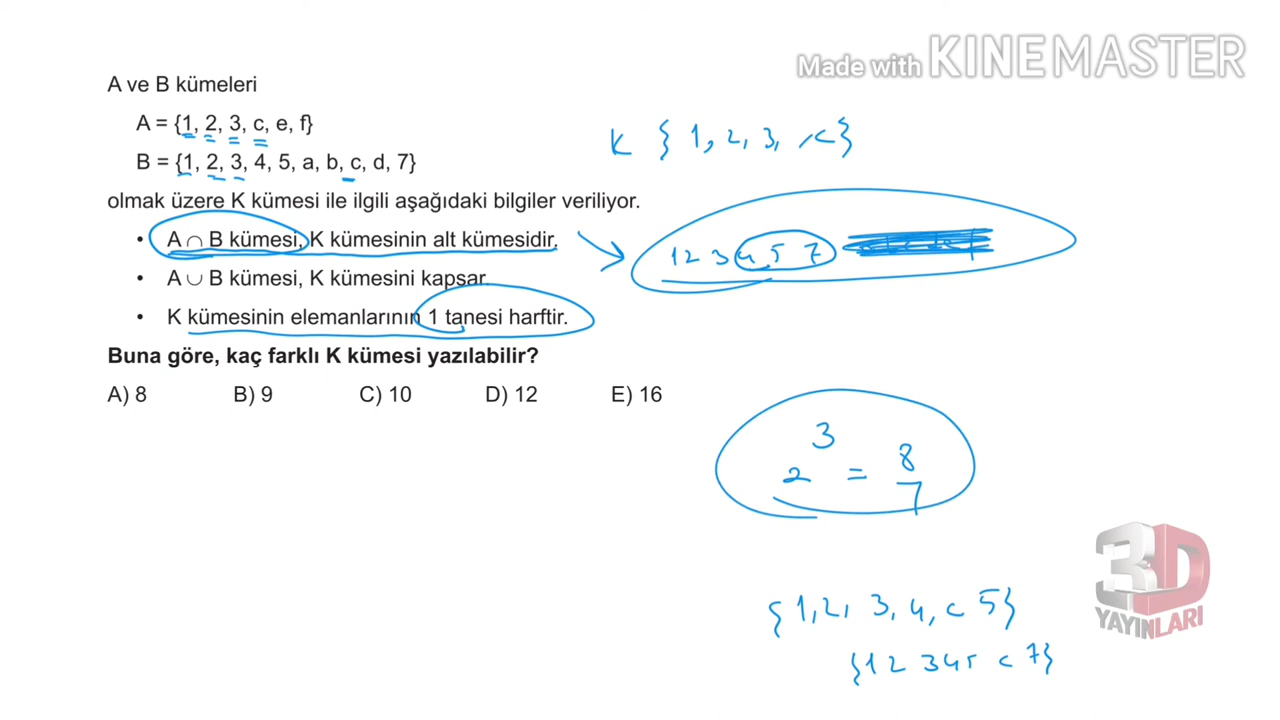 Made with KINEMASTER
A ve B kümeleri
A = {1, 2, 3, c, e, f}
K { 1, 2, 3, c}
B = {1, 2, 3, 4, 5, a, b, c, d, 7}
olmak üzere K kümesi ile ilgili aşağıdaki bilgiler veriliyor.
• A ∩ B kümesi, K kümesinin alt kümesidir.
1 2 3 4 5 7
• A ∪ B kümesi, K kümesini kapsar.
• K kümesinin elemanlarının 1 tanesi harftir.
Buna göre, kaç farklı K kümesi yazılabilir?
A) 8 B) 9 C) 10 D) 12 E) 16
2³ = 8
7
3D
YAYINLARI
{1, 2, 3, 4, c 5}
{1 2 3 4 5 c 7}